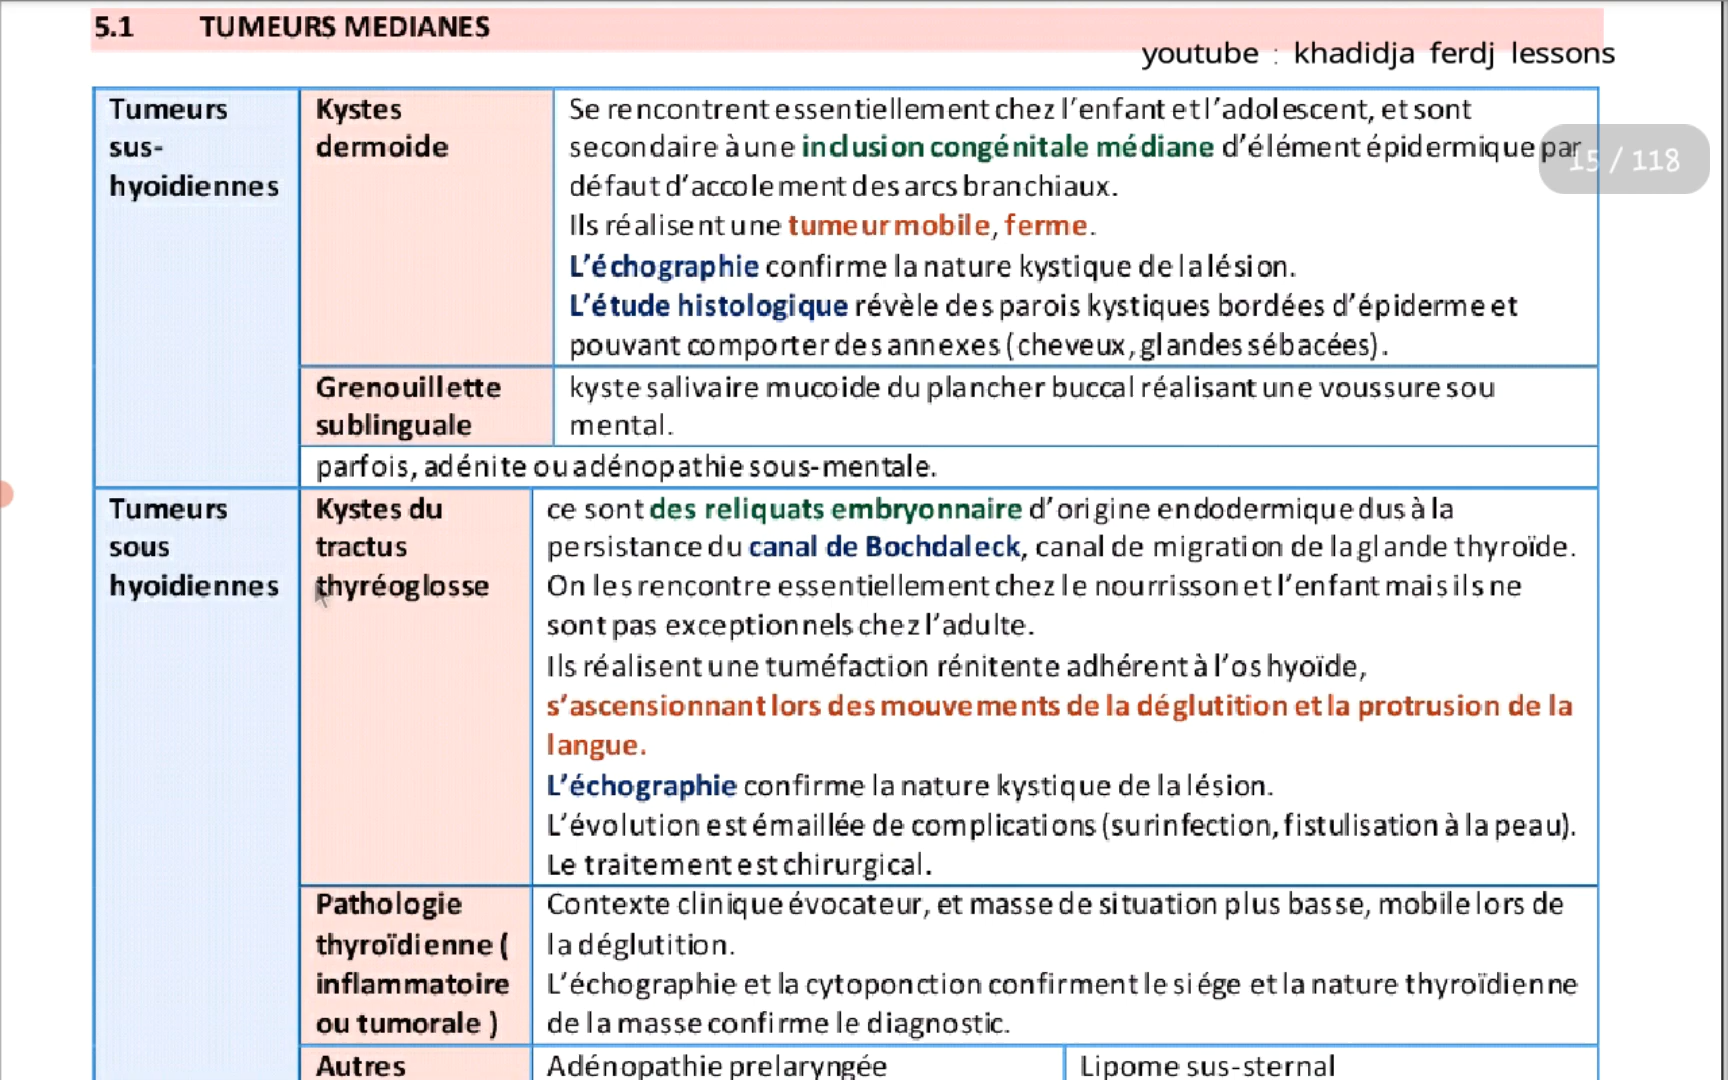 5.1 TUMEURS MEDIANES
youtube : khadidja ferdj lessons
15 / 118
Tumeurs
sus-
hyoidiennes
Kystes
dermoide
Se rencontrent essentiellement chez l'enfant et l'adolescent, et sont
secondaire à une inclusion congénitale médiane d'élément épidermique par
défaut d'accolement des arcs branchiaux.
Ils réalisent une tumeur mobile, ferme.
L'échographie confirme la nature kystique de la lésion.
L'étude histologique révèle des parois kystiques bordées d'épiderme et
pouvant comporter des annexes (cheveux, glandes sébacées).
Grenouillette
sublinguale
kyste salivaire mucoide du plancher buccal réalisant une voussure sou
mental.
parfois, adénite ou adénopathie sous-mentale.
Tumeurs
sous
hyoidiennes
Kystes du
tractus
thyréoglosse
ce sont des reliquats embryonnaire d'origine endodermique dus à la
persistance du canal de Bochdaleck, canal de migration de la glande thyroïde.
On les rencontre essentiellement chez le nourrisson et l'enfant mais ils ne
sont pas exceptionnels chez l'adulte.
Ils réalisent une tuméfaction rénitente adhérent à l'os hyoïde,
s'ascensionnant lors des mouvements de la déglutition et la protrusion de la
langue.
L'échographie confirme la nature kystique de la lésion.
L'évolution est émaillée de complications (surinfection, fistulisation à la peau).
Le traitement est chirurgical.
Pathologie
thyroïdienne (
inflammatoire
ou tumorale )
Contexte clinique évocateur, et masse de situation plus basse, mobile lors de
la déglutition.
L'échographie et la cytoponction confirment le siége et la nature thyroïdienne
de la masse confirme le diagnostic.
Autres
Adénopathie prelaryngée
Lipome sus-sternal